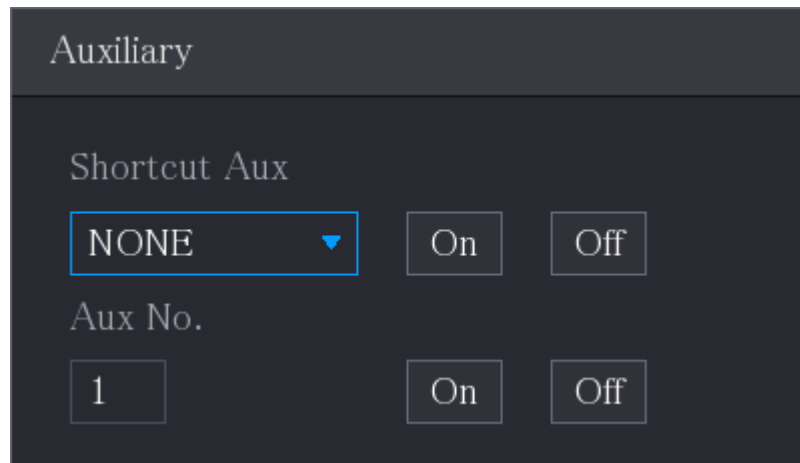 Auxiliary
Shortcut Aux
NONE On Off
Aux No.
1 On Off